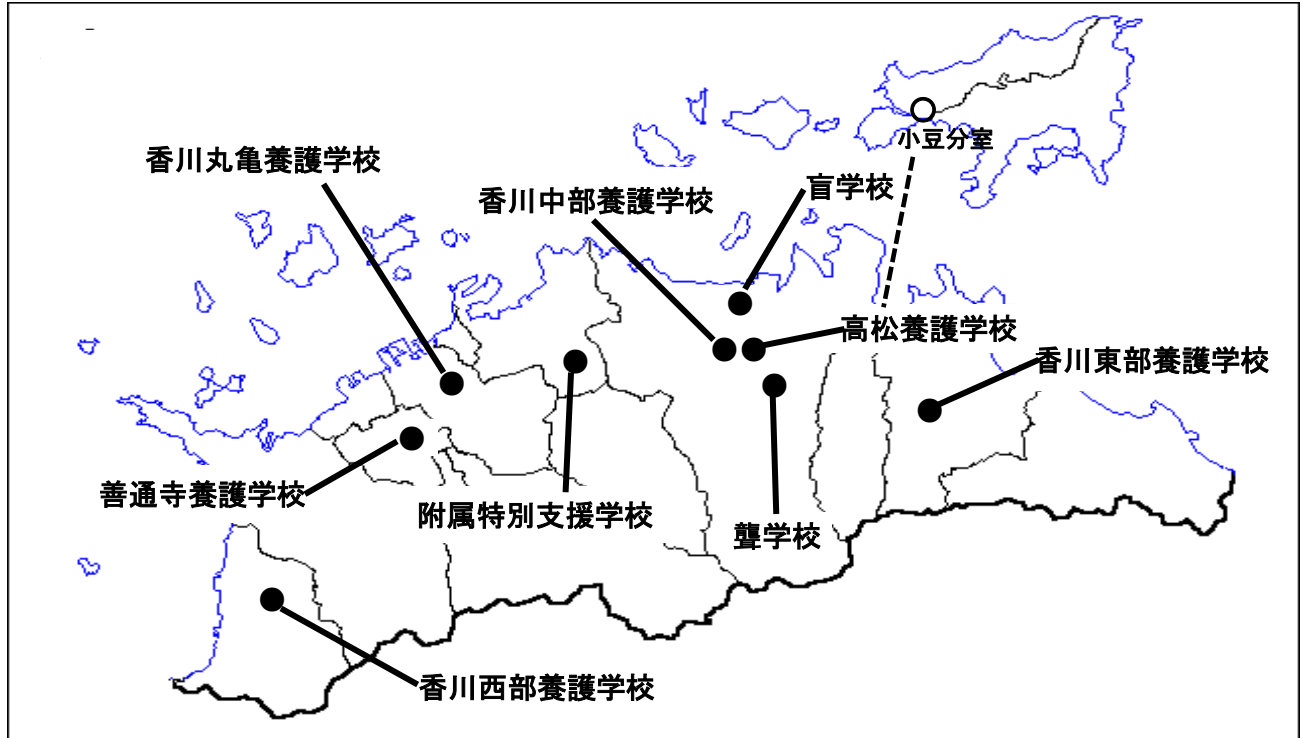 小豆分室
香川丸亀養護学校
盲学校
香川中部養護学校
高松養護学校
香川東部養護学校
善通寺養護学校
附属特別支援学校
聾学校
香川西部養護学校